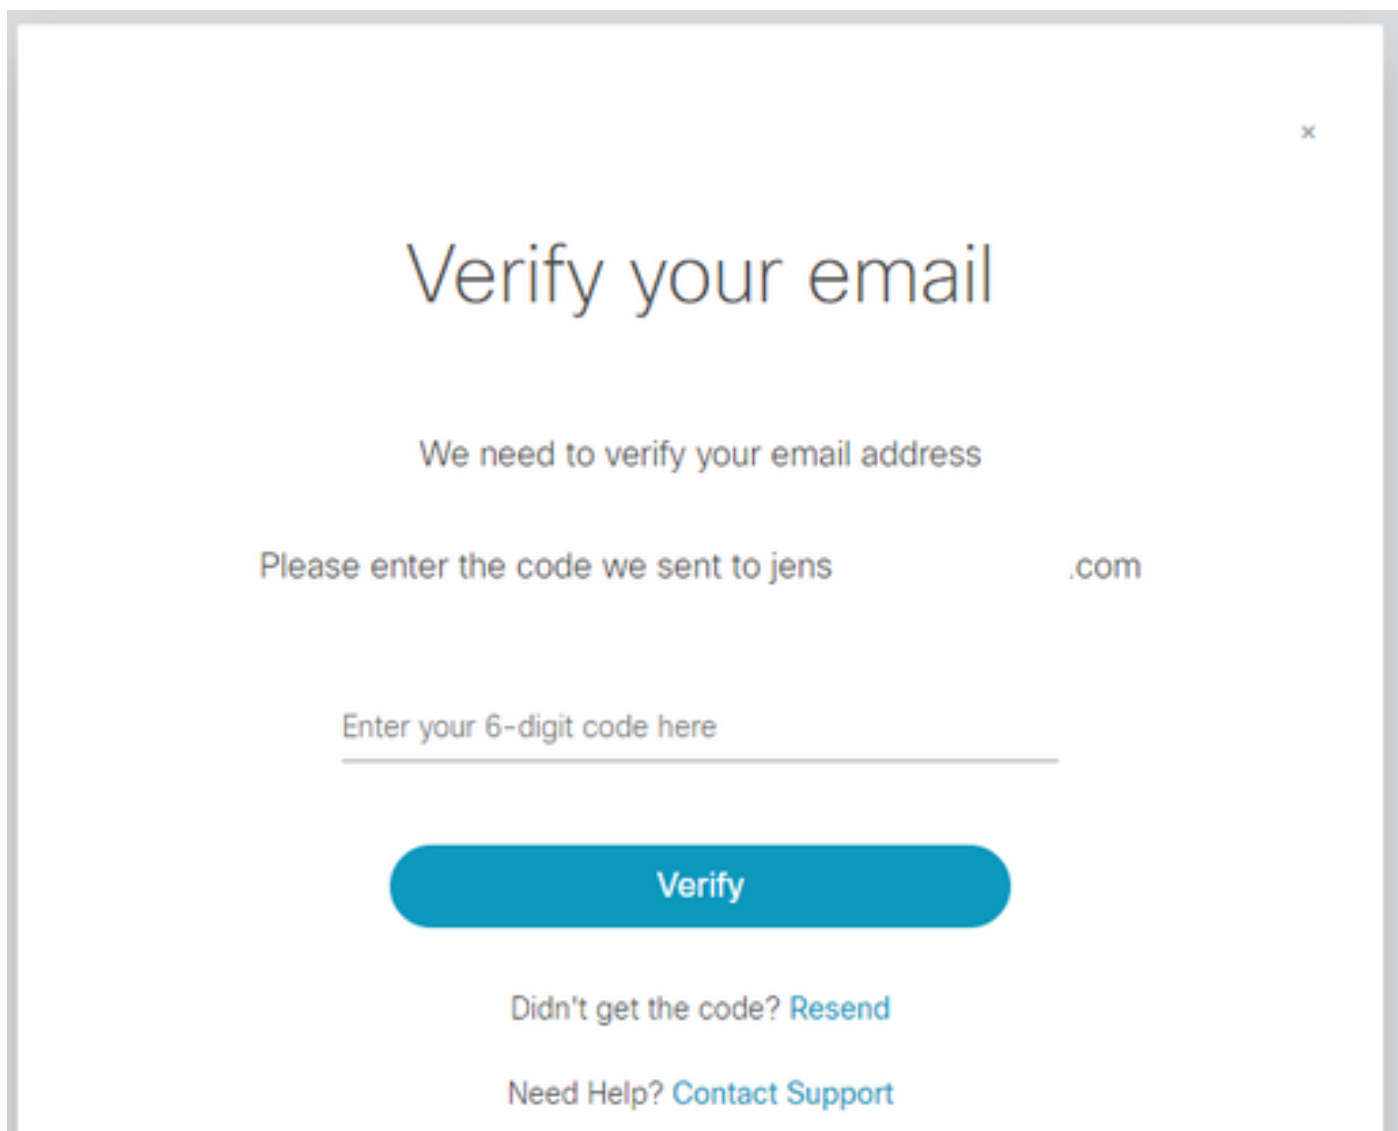 ×
Verify your email
We need to verify your email address
Please enter the code we sent to jens .com
Enter your 6-digit code here
Verify
Didn't get the code? Resend
Need Help? Contact Support